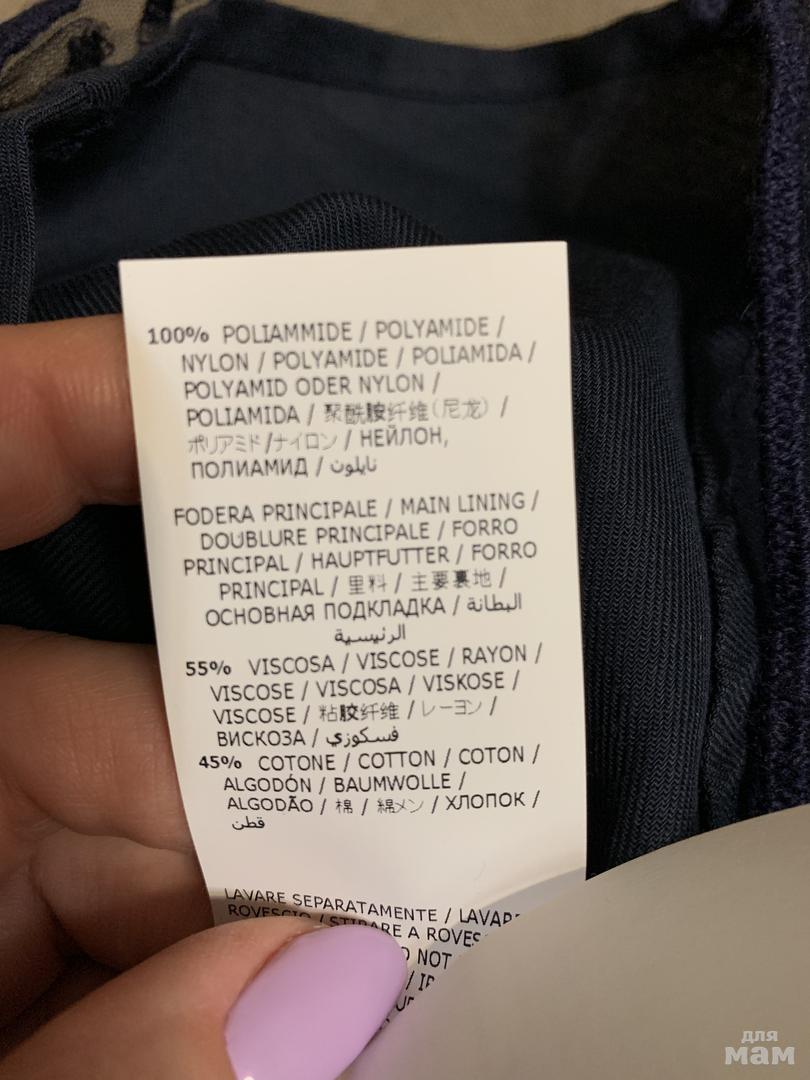 100% POLIAMMIDE / POLYAMIDE /
NYLON / POLYAMIDE / POLIAMIDA /
POLYAMID ODER NYLON /
POLIAMIDA / 聚酰胺纤维(尼龙) /
ポリアミド/ナイロン / НЕЙЛОН,
ПОЛИАМИД / نايلون
FODERA PRINCIPALE / MAIN LINING /
DOUBLURE PRINCIPALE / FORRO
PRINCIPAL / HAUPTFUTTER / FORRO
PRINCIPAL / 里料 / 主要裏地 /
ОСНОВНАЯ ПОДКЛАДКА / البطانة
الرئيسية
55% VISCOSA / VISCOSE / RAYON /
VISCOSE / VISCOSA / VISKOSE /
VISCOSE / 粘胶纤维 / レーヨン /
ВИСКОЗА / فسكوزي
45% COTONE / COTTON / COTON /
ALGODÓN / BAUMWOLLE /
ALGODÃO / 棉 / 綿メン / ХЛОПОК /
قطن
LAVARE SEPARATAMENTE /
ROVESCIO / STIRARE A
NOT
для
мам